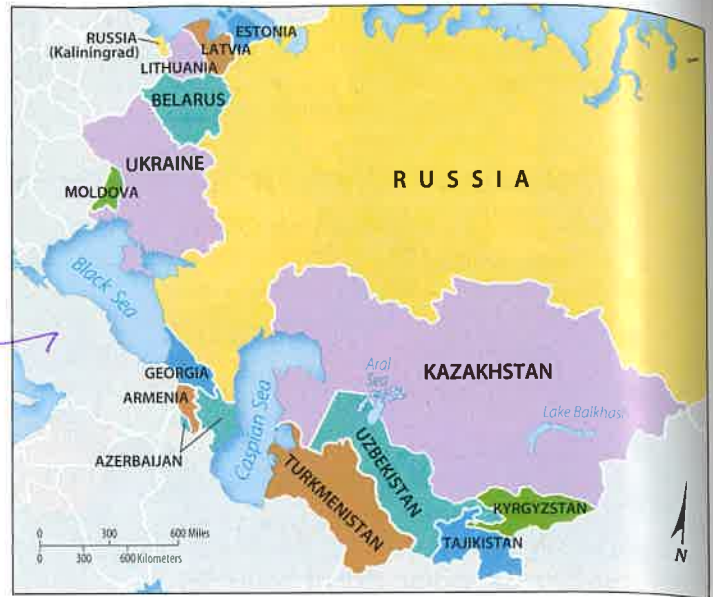 ESTONIA
RUSSIA
(Kaliningrad)
LATVIA
LITHUANIA
BELARUS
UKRAINE
RUSSIA
MOLDOVA
Black Sea
GEORGIA
ARMENIA
AZERBAIJAN
Caspian Sea
Aral
Sea
KAZAKHSTAN
Lake Balkhas
UZBEKISTAN
TURKMENISTAN
KYRGYZSTAN
TAJIKISTAN
0 300 600 Miles
0 300 600 Kilometers
N